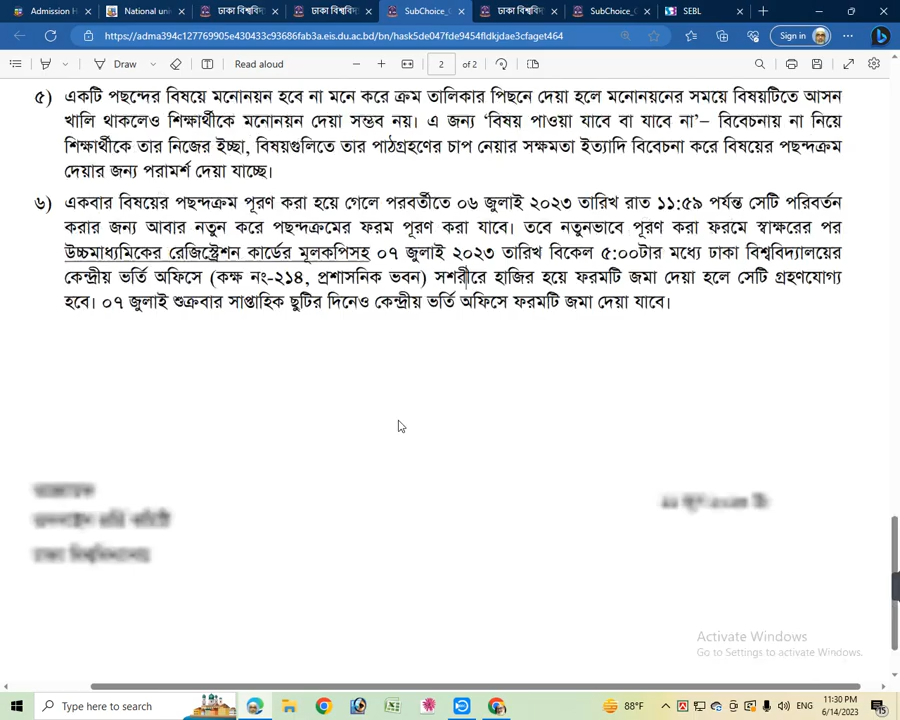 Admission H
National uni
ঢাকা বিশ্ববিদ
ঢাকা বিশ্ববিদ
SubChoice_
ঢাকা বিশ্ববিদ
SubChoice_
SEBL
https://adma394c127769905e430433c93686fab3a.eis.du.ac.bd/bn/hask5de047fde9454fldkjdae3cfaget464
Sign in
Draw
Read aloud
2 of 2
৫) একটি পছন্দের বিষয়ে মনোনয়ন হবে না মনে করে ক্রম তালিকার পিছনে দেয়া হলে মনোনয়নের সময়ে বিষয়টিতে আসন
খালি থাকলেও শিক্ষার্থীকে মনোনয়ন দেয়া সম্ভব নয়। এ জন্য ‘বিষয় পাওয়া যাবে বা যাবে না’– বিবেচনায় না নিয়ে
শিক্ষার্থীকে তার নিজের ইচ্ছা, বিষয়গুলিতে তার পাঠগ্রহণের চাপ নেয়ার সক্ষমতা ইত্যাদি বিবেচনা করে বিষয়ের পছন্দক্রম
দেয়ার জন্য পরামর্শ দেয়া যাচ্ছে।
৬) একবার বিষয়ের পছন্দক্রম পূরণ করা হয়ে গেলে পরবর্তীতে ০৬ জুলাই ২০২৩ তারিখ রাত ১১:৫৯ পর্যন্ত সেটি পরিবর্তন
করার জন্য আবার নতুন করে পছন্দক্রমের ফরম পূরণ করা যাবে। তবে নতুনভাবে পূরণ করা ফরমে স্বাক্ষরের পর
উচ্চমাধ্যমিকের রেজিস্ট্রেশন কার্ডের মূলকপিসহ ০৭ জুলাই ২০২৩ তারিখ বিকেল ৫:০০টার মধ্যে ঢাকা বিশ্ববিদ্যালয়ের
কেন্দ্রীয় ভর্তি অফিসে (কক্ষ নং-২১৪, প্রশাসনিক ভবন) সশরীরে হাজির হয়ে ফরমটি জমা দেয়া হলে সেটি গ্রহণযোগ্য
হবে। ০৭ জুলাই শুক্রবার সাপ্তাহিক ছুটির দিনেও কেন্দ্রীয় ভর্তি অফিসে ফরমটি জমা দেয়া যাবে।
Activate Windows
Go to Settings to activate Windows.
Type here to search
88°F
ENG
11:30 PM
6/14/2023
15